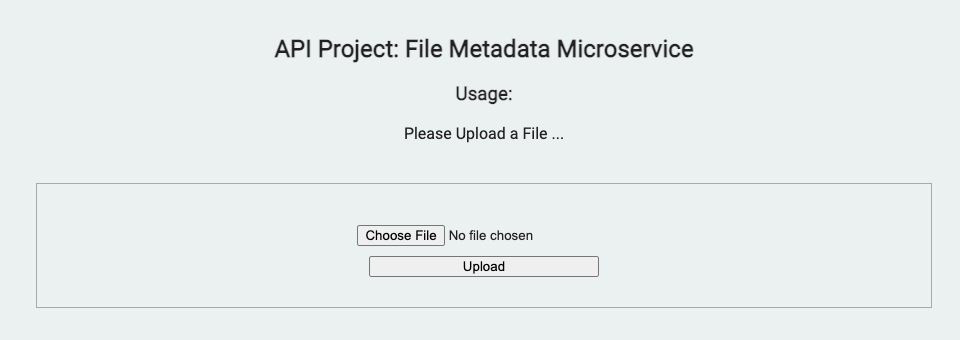 API Project: File Metadata Microservice
Usage:
Please Upload a File ...
Choose File No file chosen
Upload